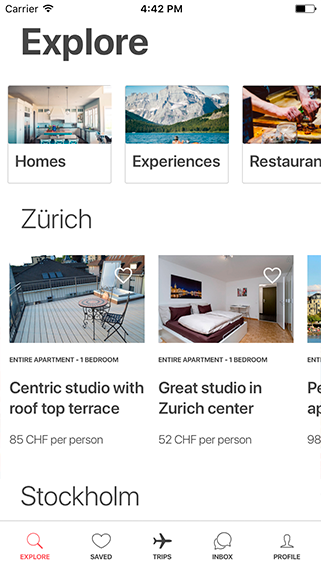 Carrier 4:42 PM
Explore
Homes Experiences Restauran
Zürich
ENTIRE APARTMENT • 1 BEDROOM ENTIRE APARTMENT • 1 BEDROOM ENTIRE
Centric studio with Great studio in Pe
roof top terrace Zurich center ap
85 CHF per person 52 CHF per person 98
Stockholm
EXPLORE SAVED TRIPS INBOX PROFILE